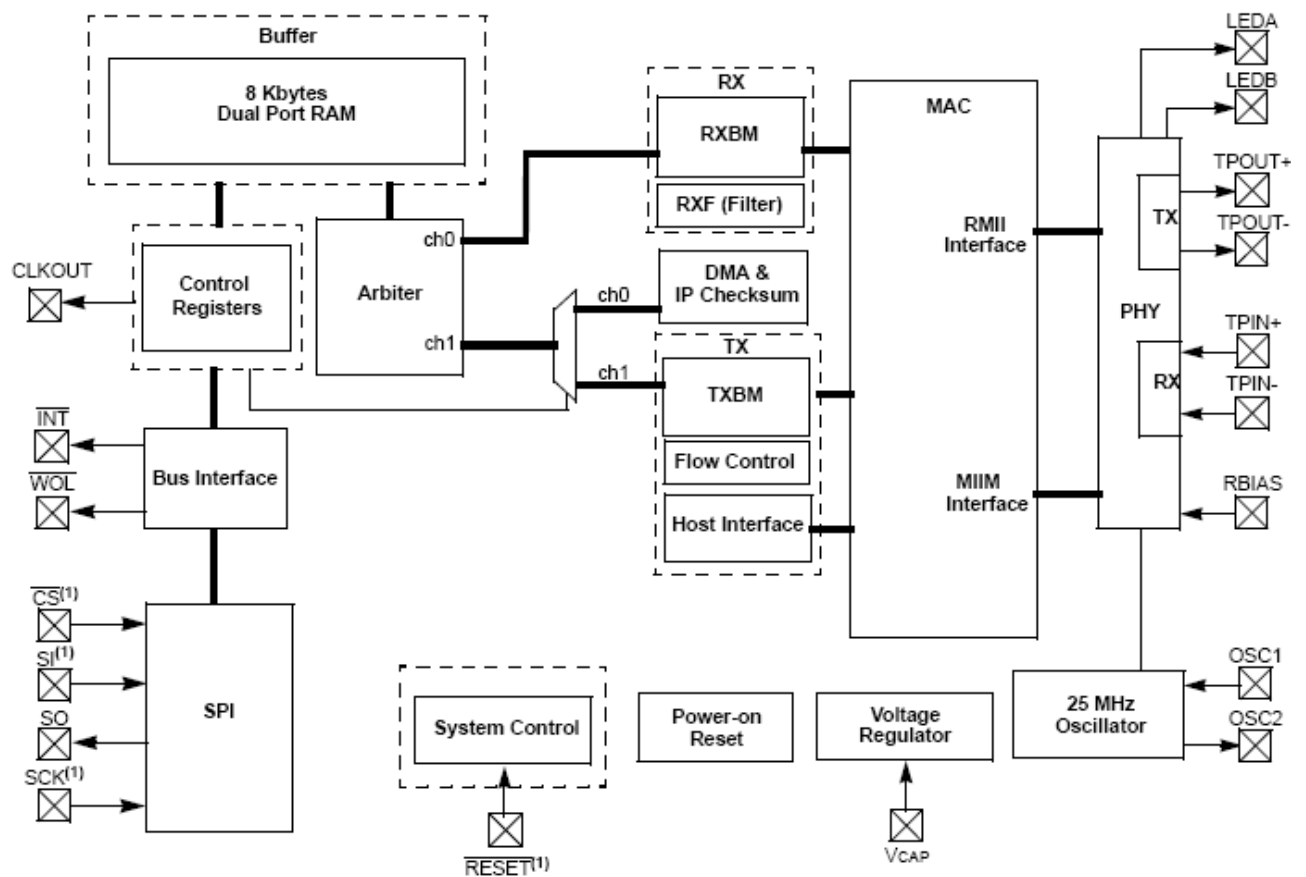 Buffer
8 Kbytes
Dual Port RAM
CLKOUT
Control
Registers
ch0
Arbiter
ch1
RX
RXBM
RXF (Filter)
ch0
DMA &
IP Checksum
ch1
TX
TXBM
Flow Control
Host Interface
MAC
RMII
Interface
MIIM
Interface
LEDA
LEDB
TPOUT+
TX
TPOUT-
PHY
TPIN+
RX
TPIN-
RBIAS
INT
WOL
Bus Interface
CS(1)
SI(1)
SO
SCK(1)
SPI
System Control
RESET(1)
Power-on
Reset
Voltage
Regulator
VCAP
25 MHz
Oscillator
OSC1
OSC2